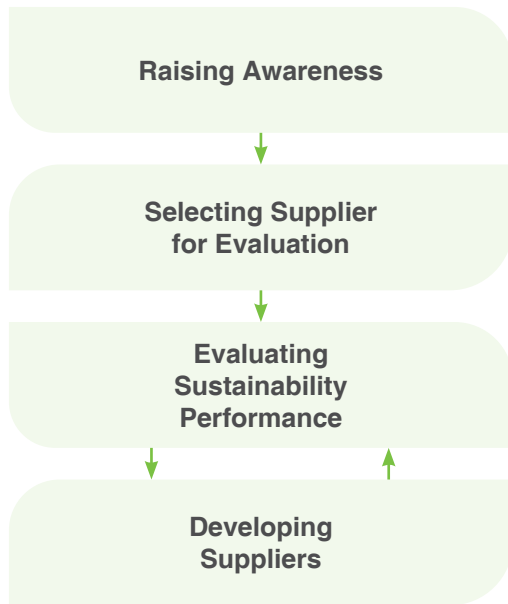 Raising Awareness
Selecting Supplier
for Evaluation
Evaluating
Sustainability
Performance
Developing
Suppliers